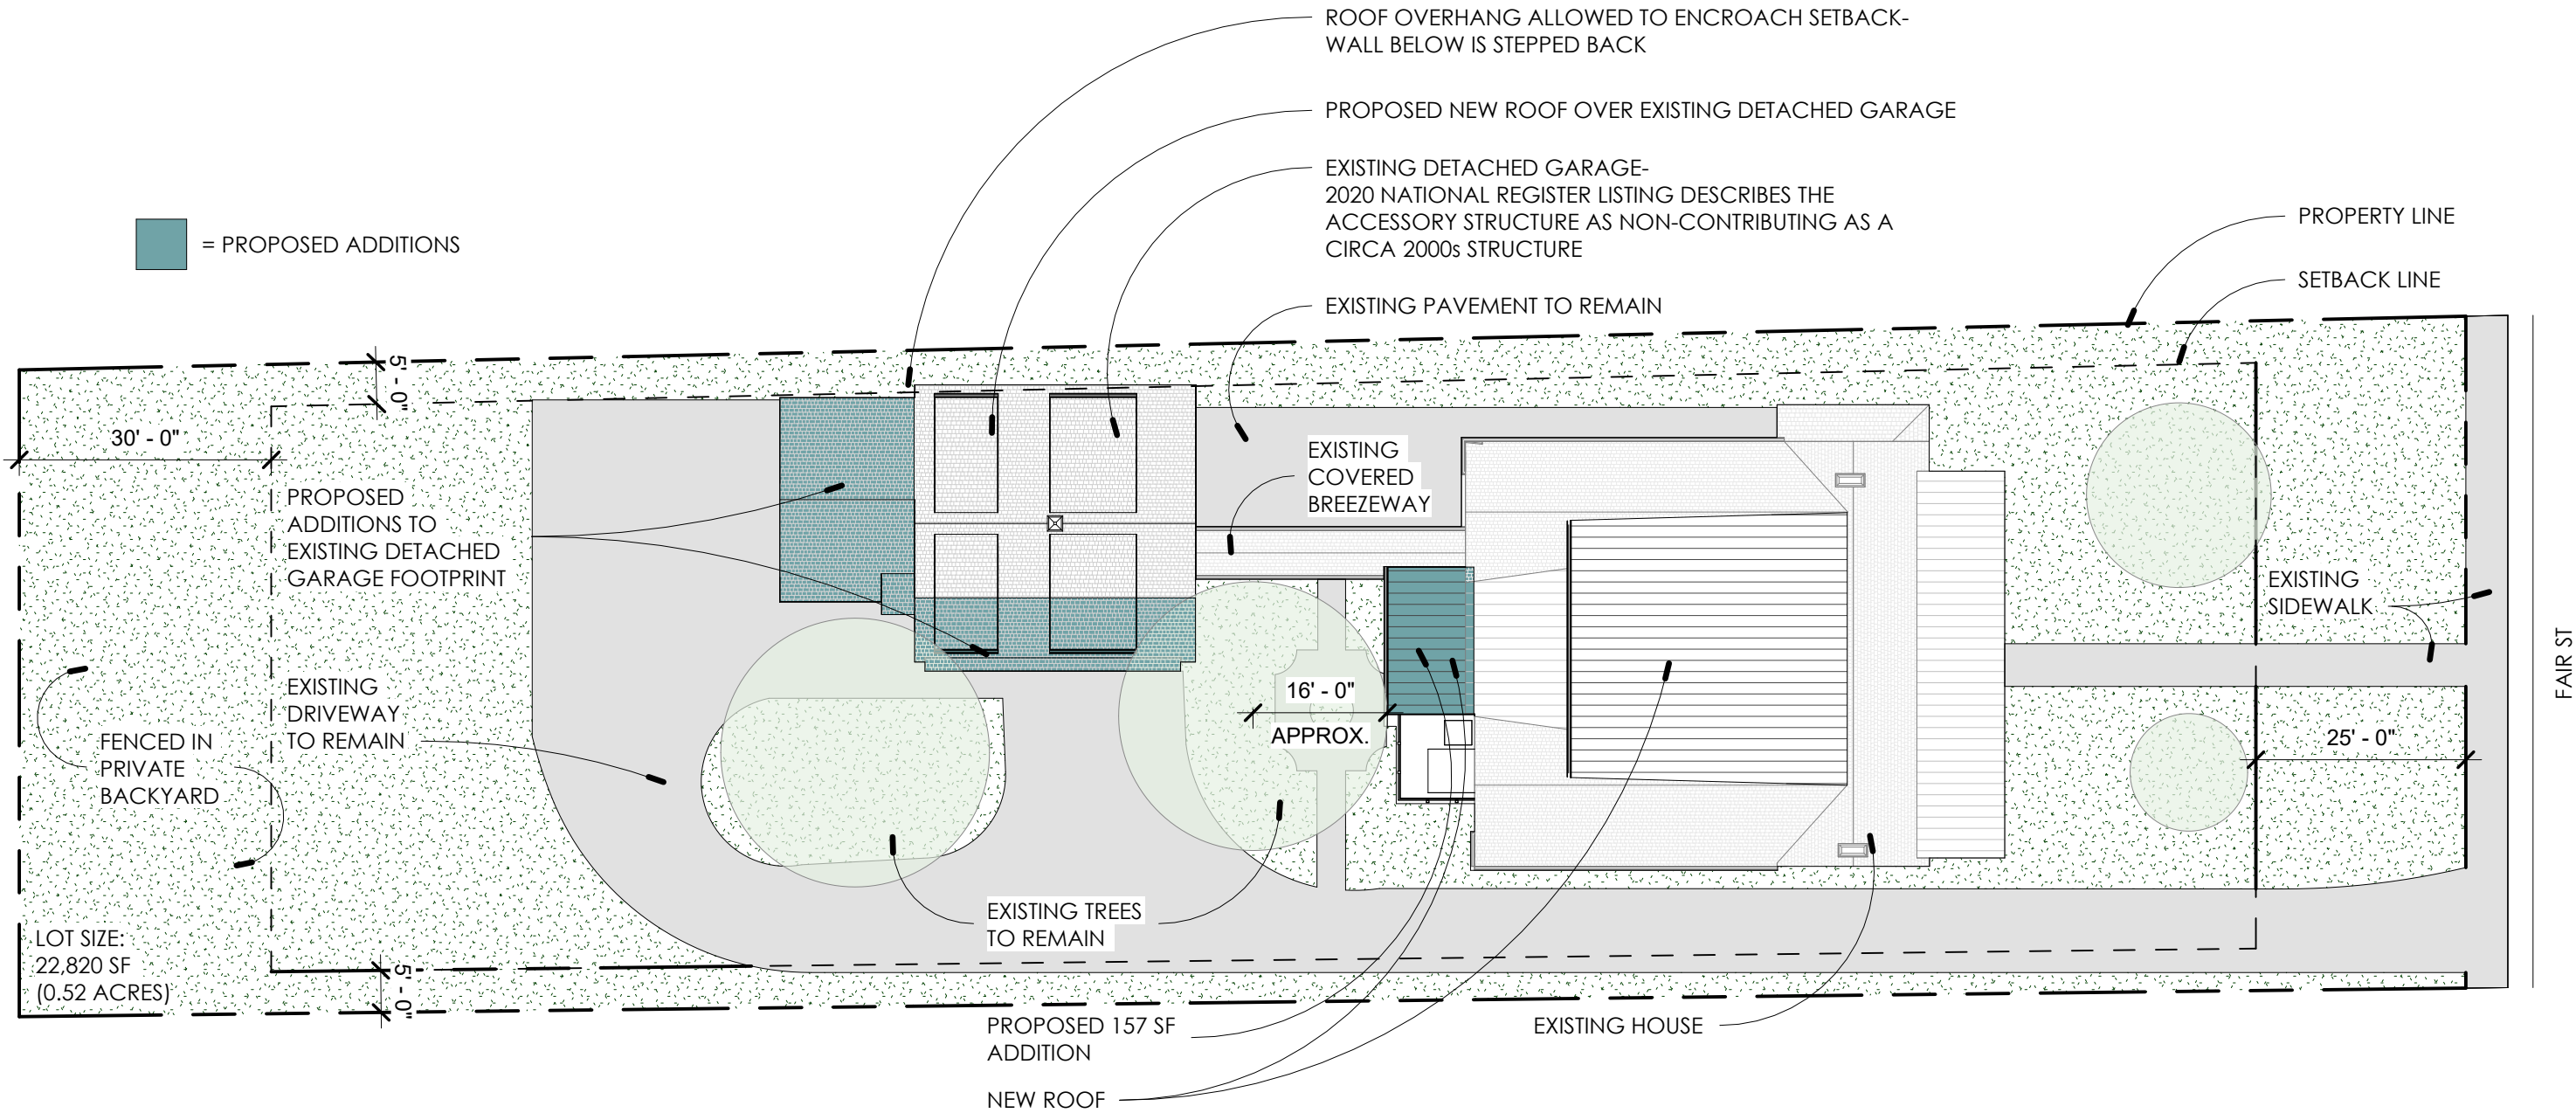 ROOF OVERHANG ALLOWED TO ENCROACH SETBACK-
WALL BELOW IS STEPPED BACK
PROPOSED NEW ROOF OVER EXISTING DETACHED GARAGE
EXISTING DETACHED GARAGE-
2020 NATIONAL REGISTER LISTING DESCRIBES THE
ACCESSORY STRUCTURE AS NON-CONTRIBUTING AS A
CIRCA 2000s STRUCTURE
PROPERTY LINE
= PROPOSED ADDITIONS
SETBACK LINE
EXISTING PAVEMENT TO REMAIN
5' - 0"
30' - 0"
EXISTING
COVERED
BREEZEWAY
PROPOSED
ADDITIONS TO
EXISTING DETACHED
GARAGE FOOTPRINT
EXISTING
SIDEWALK
FAIR ST
EXISTING
DRIVEWAY
TO REMAIN
16' - 0"
APPROX.
25' - 0"
FENCED IN
PRIVATE
BACKYARD
EXISTING TREES
TO REMAIN
LOT SIZE:
22,820 SF
(0.52 ACRES)
5' - 0"
PROPOSED 157 SF
ADDITION
EXISTING HOUSE
NEW ROOF